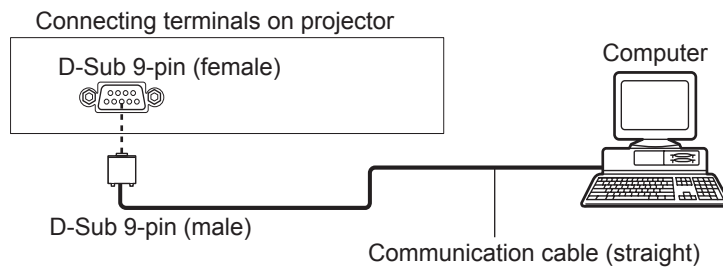 Connecting terminals on projector
D-Sub 9-pin (female)
Computer
D-Sub 9-pin (male)
Communication cable (straight)